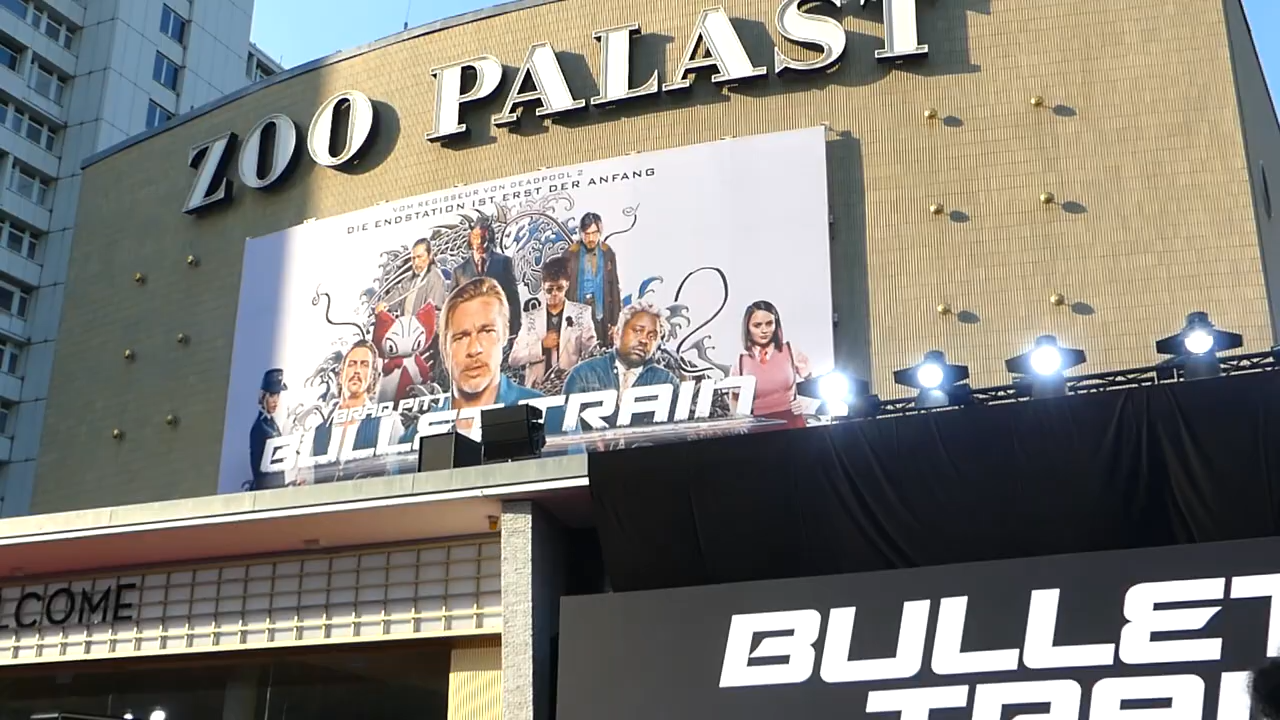 ZOO PALAST
VOM REGISSEUR VON DEADPOOL 2
DIE ENDSTATION IST ERST DER ANFANG
BRAD PITT
BULLET TRAIN
LCOME
BULLET
TRAI